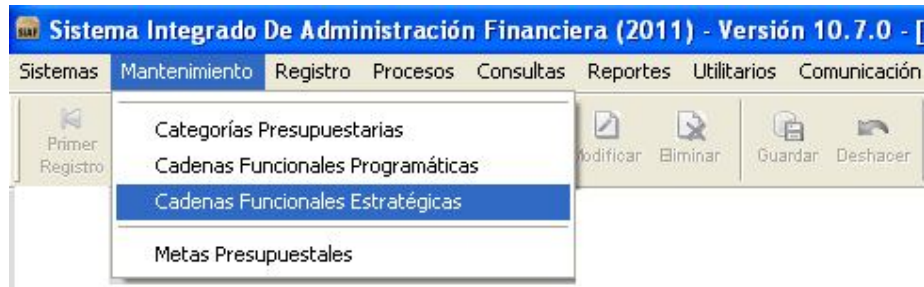 SIAF Sistema Integrado De Administración Financiera (2011) - Versión 10.7.0 - [
Sistemas Mantenimiento Registro Procesos Consultas Reportes Utilitarios Comunicación
Primer Registro
Modificar Eliminar Guardar Deshacer
Categorías Presupuestarias
Cadenas Funcionales Programáticas
Cadenas Funcionales Estratégicas
Metas Presupuestales